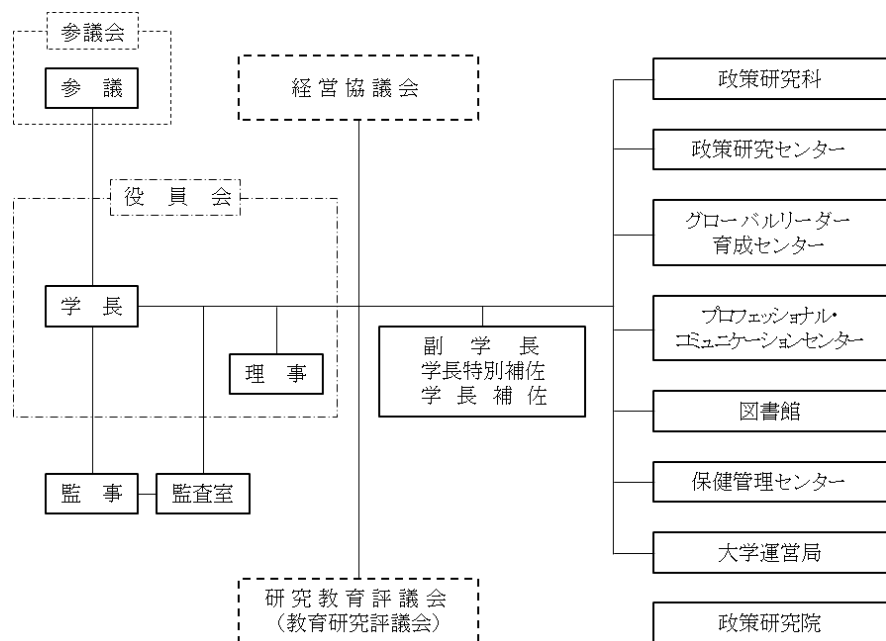 参議会
参議
経営協議会
役員会
学長
理事
監事
監査室
副学長
学長特別補佐
学長補佐
研究教育評議会
（教育研究評議会）
政策研究科
政策研究センター
グローバルリーダー
育成センター
プロフェッショナル・
コミュニケーションセンター
図書館
保健管理センター
大学運営局
政策研究院